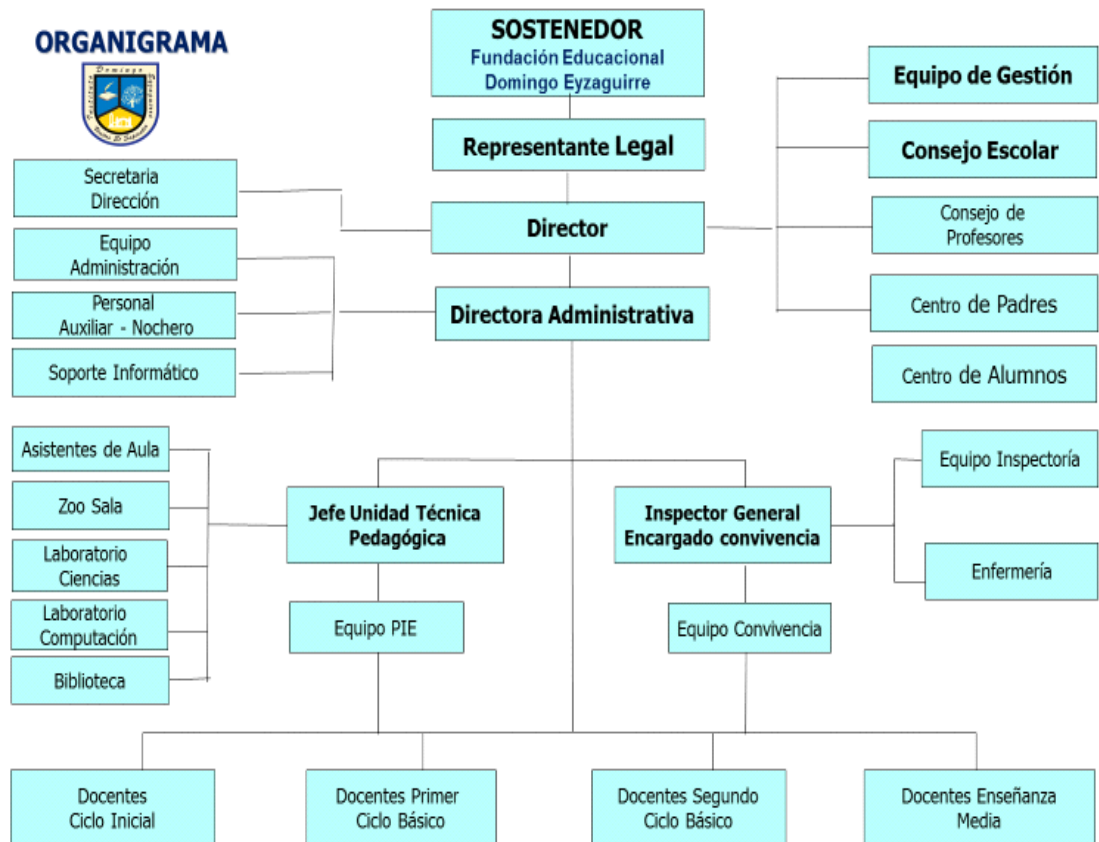 ORGANIGRAMA
SOSTENEDOR
Fundación Educacional
Domingo Eyzaguirre
Representante Legal
Director
Directora Administrativa
Secretaria
Dirección
Equipo
Administración
Personal
Auxiliar - Nochero
Soporte Informático
Equipo de Gestión
Consejo Escolar
Consejo de
Profesores
Centro de Padres
Centro de Alumnos
Asistentes de Aula
Zoo Sala
Laboratorio
Ciencias
Laboratorio
Computación
Biblioteca
Jefe Unidad Técnica
Pedagógica
Equipo PIE
Inspector General
Encargado convivencia
Equipo Convivencia
Equipo Inspectoría
Enfermería
Docentes
Ciclo Inicial
Docentes Primer
Ciclo Básico
Docentes Segundo
Ciclo Básico
Docentes Enseñanza
Media